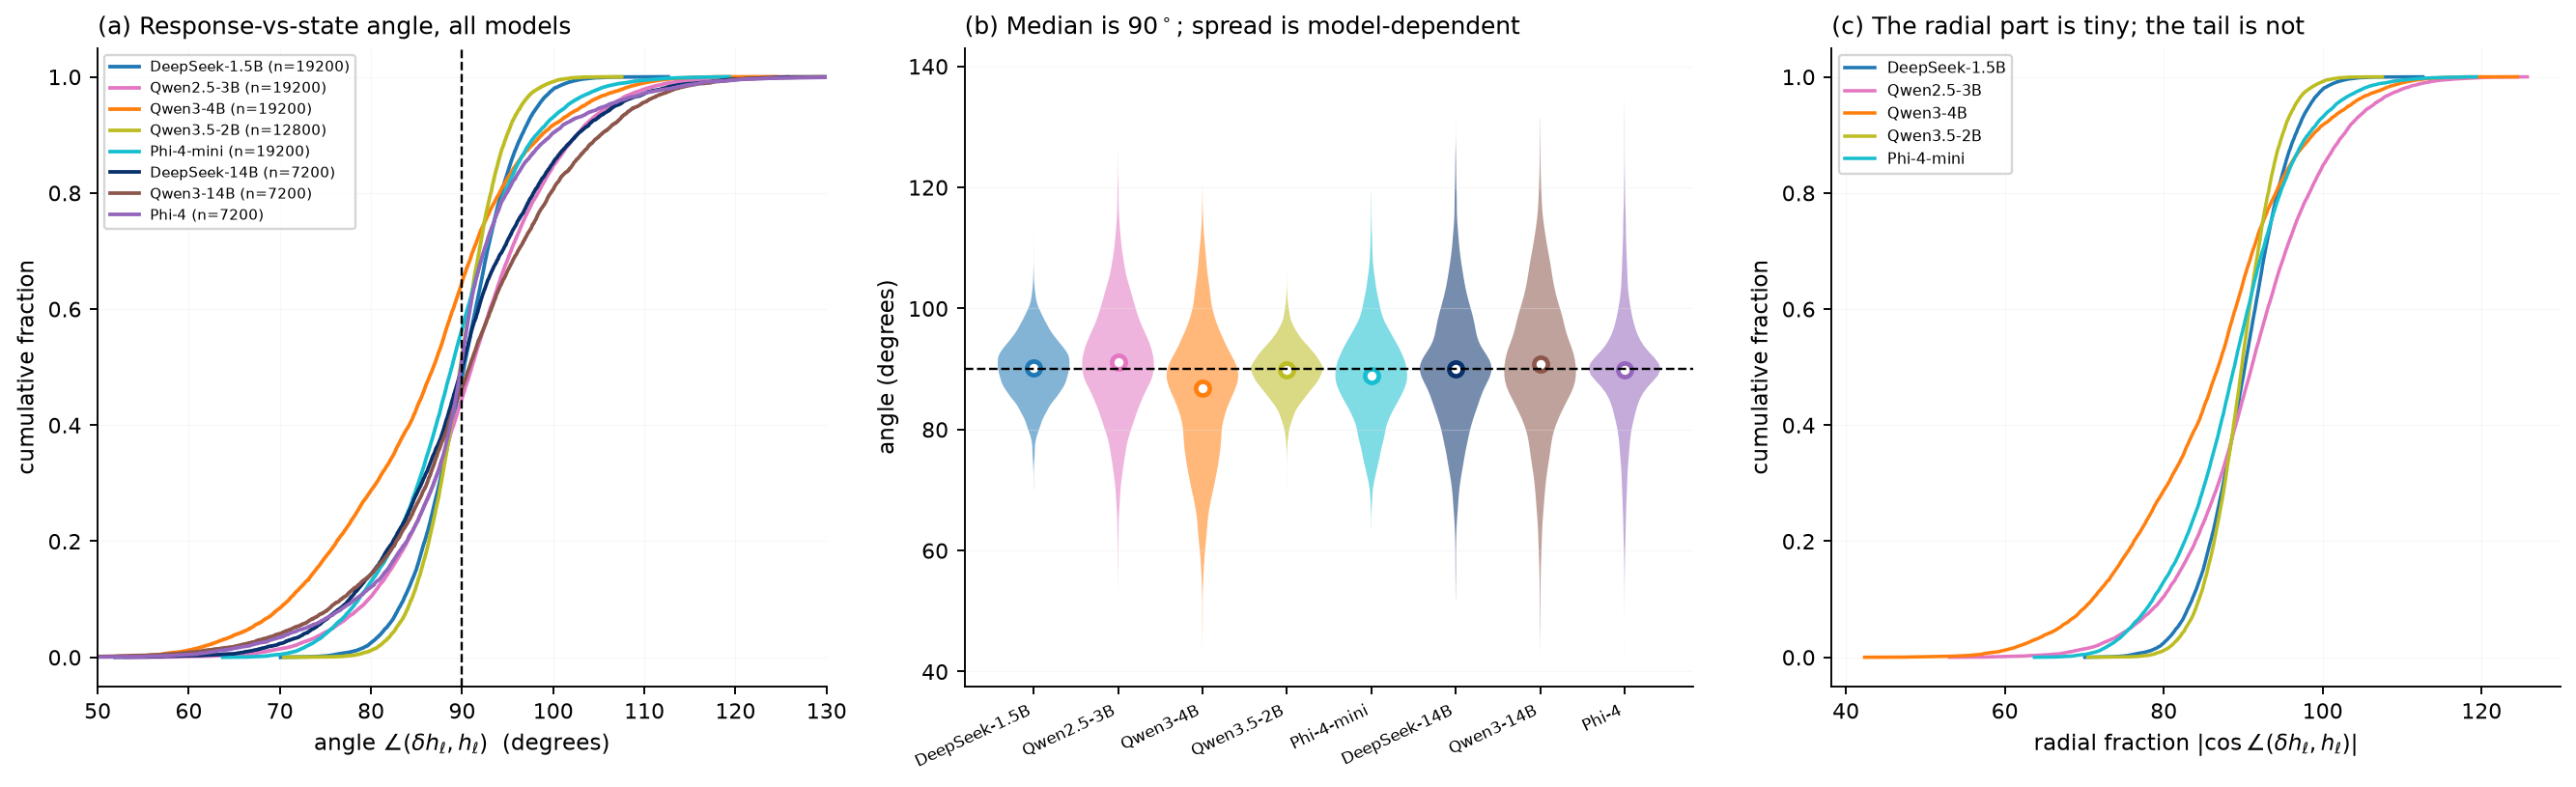 (a) Response-vs-state angle, all models
DeepSeek-1.5B (n=19200)
Qwen2.5-3B (n=19200)
Qwen3-4B (n=19200)
Qwen3.5-2B (n=12800)
Phi-4-mini (n=19200)
DeepSeek-14B (n=7200)
Qwen3-14B (n=7200)
Phi-4 (n=7200)
cumulative fraction
1.0
0.8
0.6
0.4
0.2
0.0
50 60 70 80 90 100 110 120 130
angle ∠(δhℓ, hℓ) (degrees)
(b) Median is 90°; spread is model-dependent
angle (degrees)
140
120
100
80
60
40
DeepSeek-1.5B
Qwen2.5-3B
Qwen3-4B
Qwen3.5-2B
Phi-4-mini
DeepSeek-14B
Qwen3-14B
Phi-4
(c) The radial part is tiny; the tail is not
DeepSeek-1.5B
Qwen2.5-3B
Qwen3-4B
Qwen3.5-2B
Phi-4-mini
cumulative fraction
1.0
0.8
0.6
0.4
0.2
0.0
40 60 80 100 120
radial fraction |cos ∠(δhℓ, hℓ)|